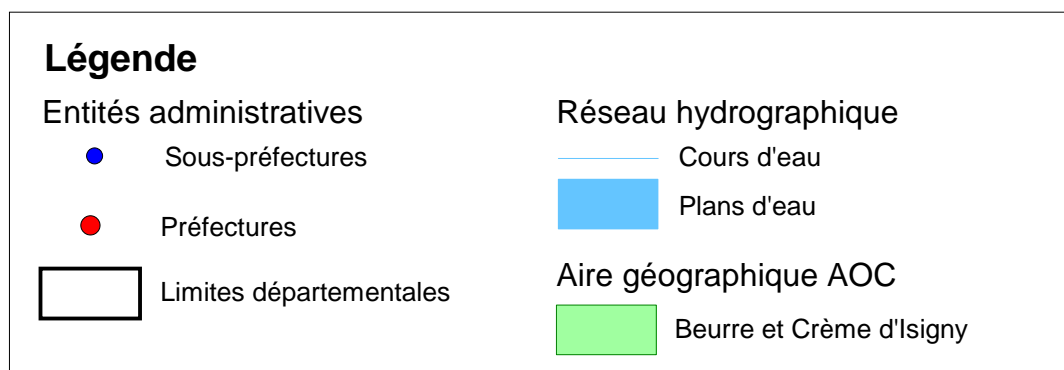 Légende
Entités administratives
Sous-préfectures
Préfectures
Limites départementales
Réseau hydrographique
Cours d'eau
Plans d'eau
Aire géographique AOC
Beurre et Crème d'Isigny